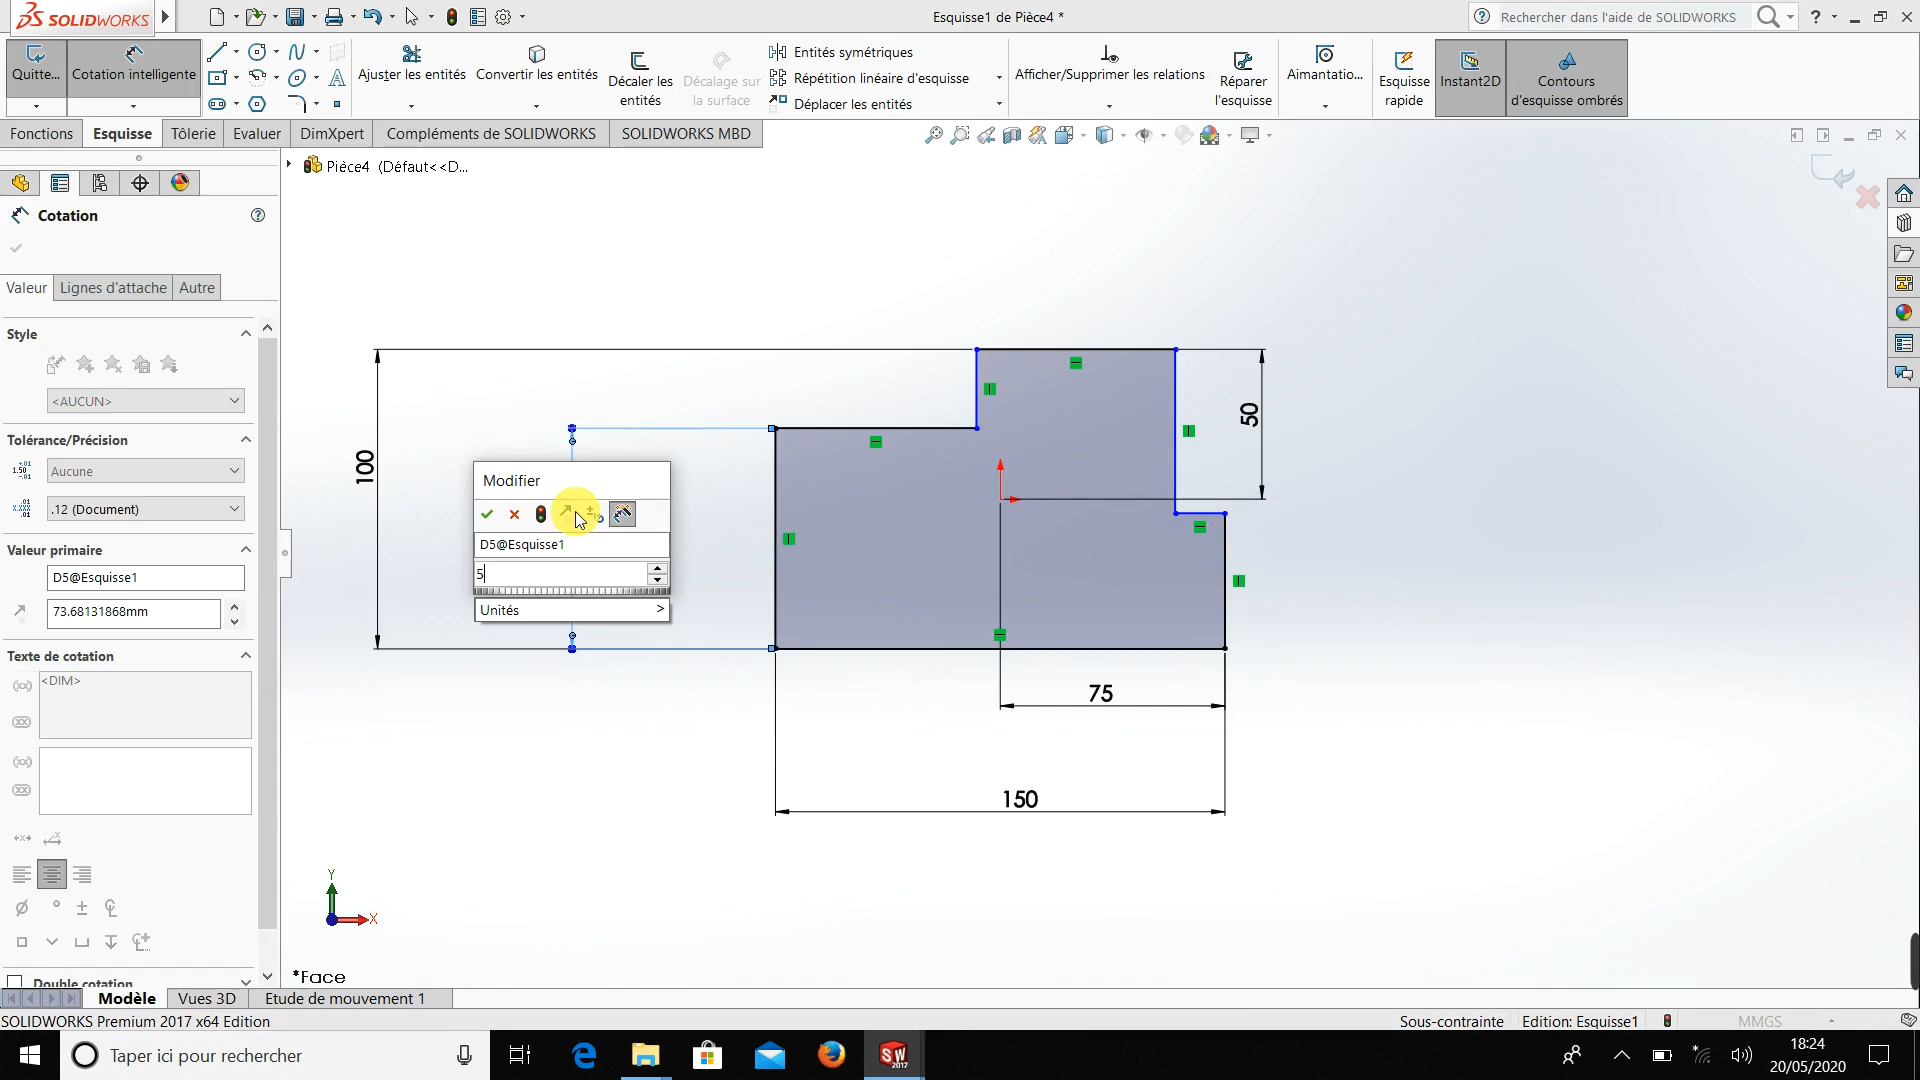 SOLIDWORKS
Esquisse1 de Pièce4 *
Rechercher dans l'aide de SOLIDWORKS
?
Quitte...
Cotation intelligente
Ajuster les entités
Convertir les entités
Décaler les entités
Décalage sur la surface
Entités symétriques
Répétition linéaire d'esquisse
Déplacer les entités
Afficher/Supprimer les relations
Réparer l'esquisse
Aimantatio...
Esquisse rapide
Instant2D
Contours d'esquisse ombrés
Fonctions
Esquisse
Tôlerie
Evaluer
DimXpert
Compléments de SOLIDWORKS
SOLIDWORKS MBD
Pièce4 (Défaut<<D...
Cotation
Valeur
Lignes d'attache
Autre
Style
<AUCUN>
Tolérance/Précision
Aucune
.12 (Document)
Valeur primaire
D5@Esquisse1
73.68131868mm
Texte de cotation
<DIM>
Double cotation
Modifier
D5@Esquisse1
5
Unités >
100
50
75
150
Y
X
*Face
Modèle
Vues 3D
Etude de mouvement 1
SOLIDWORKS Premium 2017 x64 Edition
Sous-contrainte
Edition: Esquisse1
MMGS
Taper ici pour rechercher
SW
2017
18:24
20/05/2020